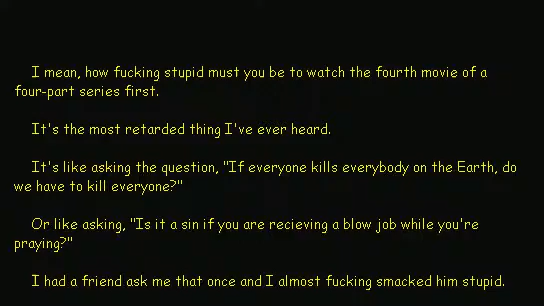 I mean, how fucking stupid must you be to watch the fourth movie of a
four-part series first.
It's the most retarded thing I've ever heard.
It's like asking the question, "If everyone kills everybody on the Earth, do
we have to kill everyone?"
Or like asking, "Is it a sin if you are recieving a blow job while you're
praying?"
I had a friend ask me that once and I almost fucking smacked him stupid.